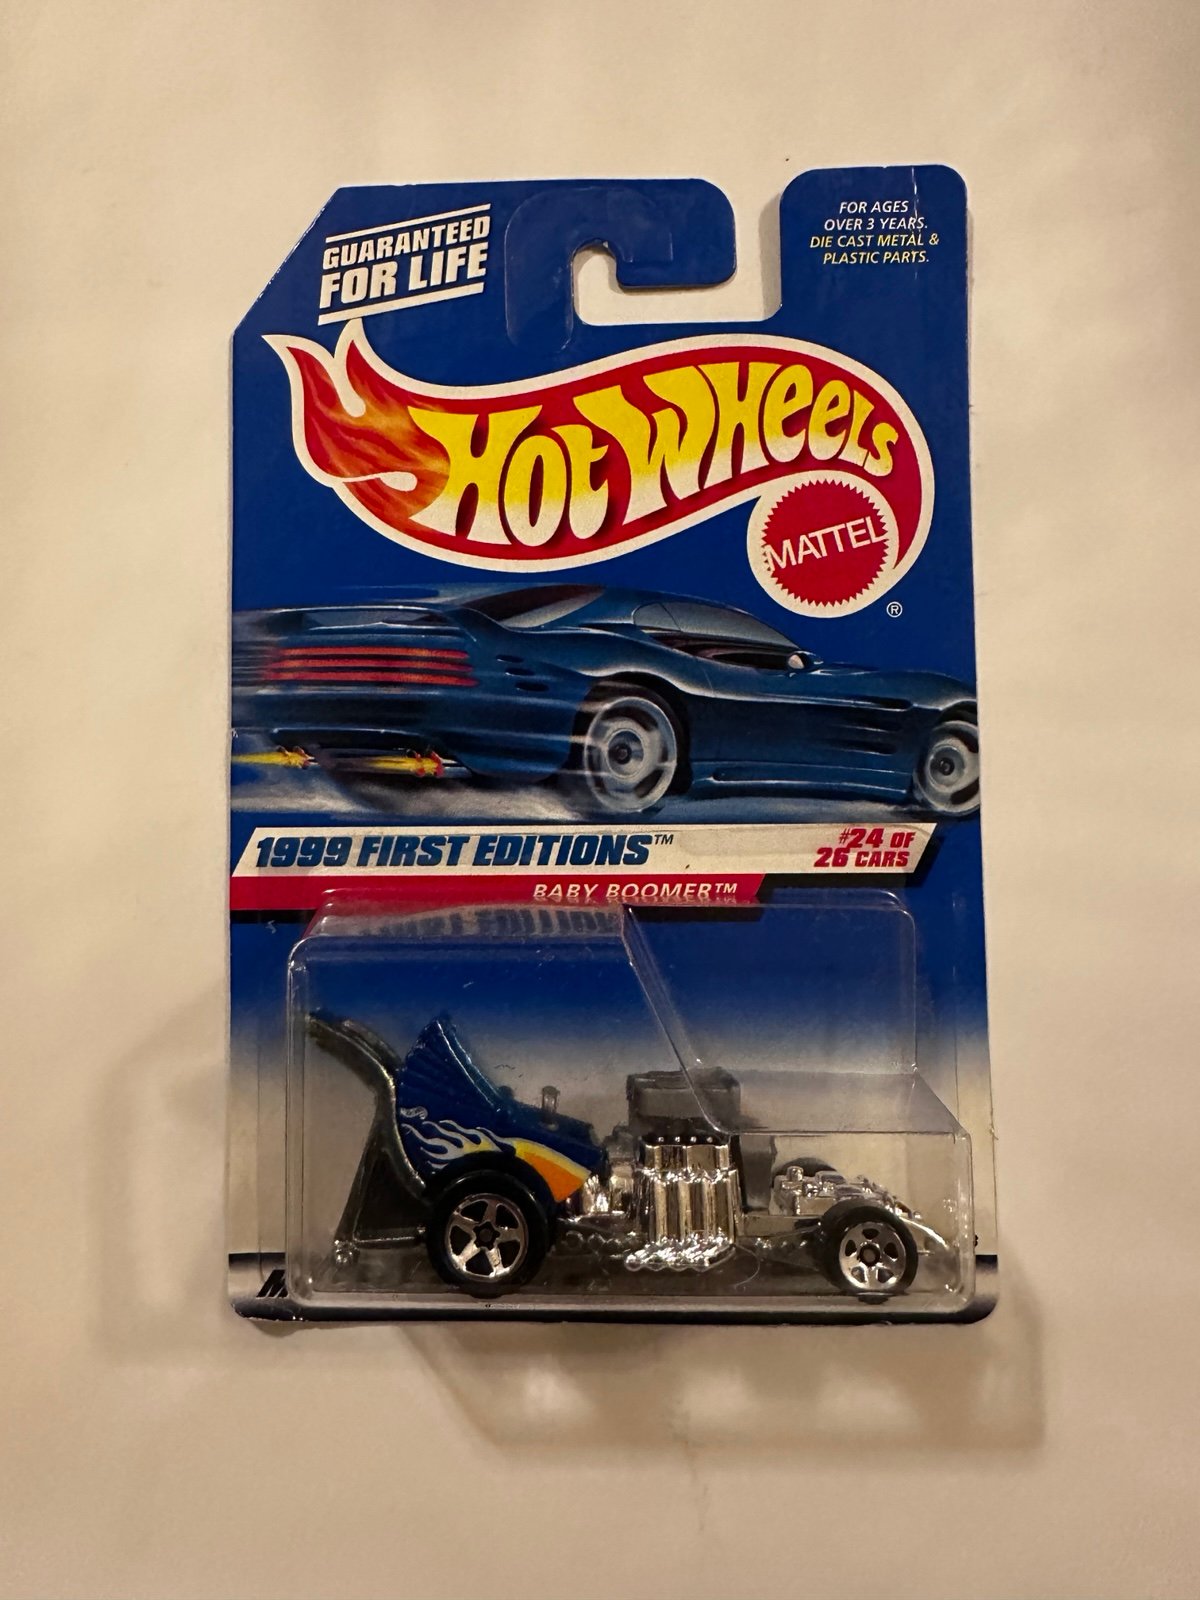 GUARANTEED
FOR LIFE
FOR AGES
OVER 3 YEARS.
DIE CAST METAL &
PLASTIC PARTS.
HOT WHEELS
MATTEL
®
1999 FIRST EDITIONS™
#24 OF
26 CARS
BABY BOOMER™